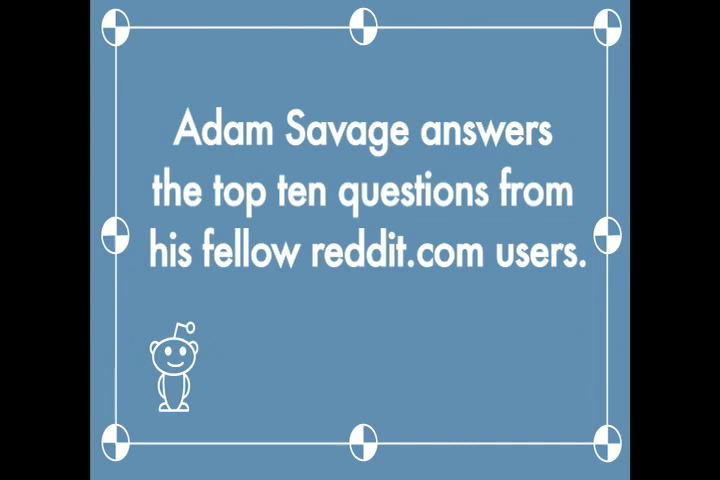 Adam Savage answers
the top ten questions from
his fellow reddit.com users.